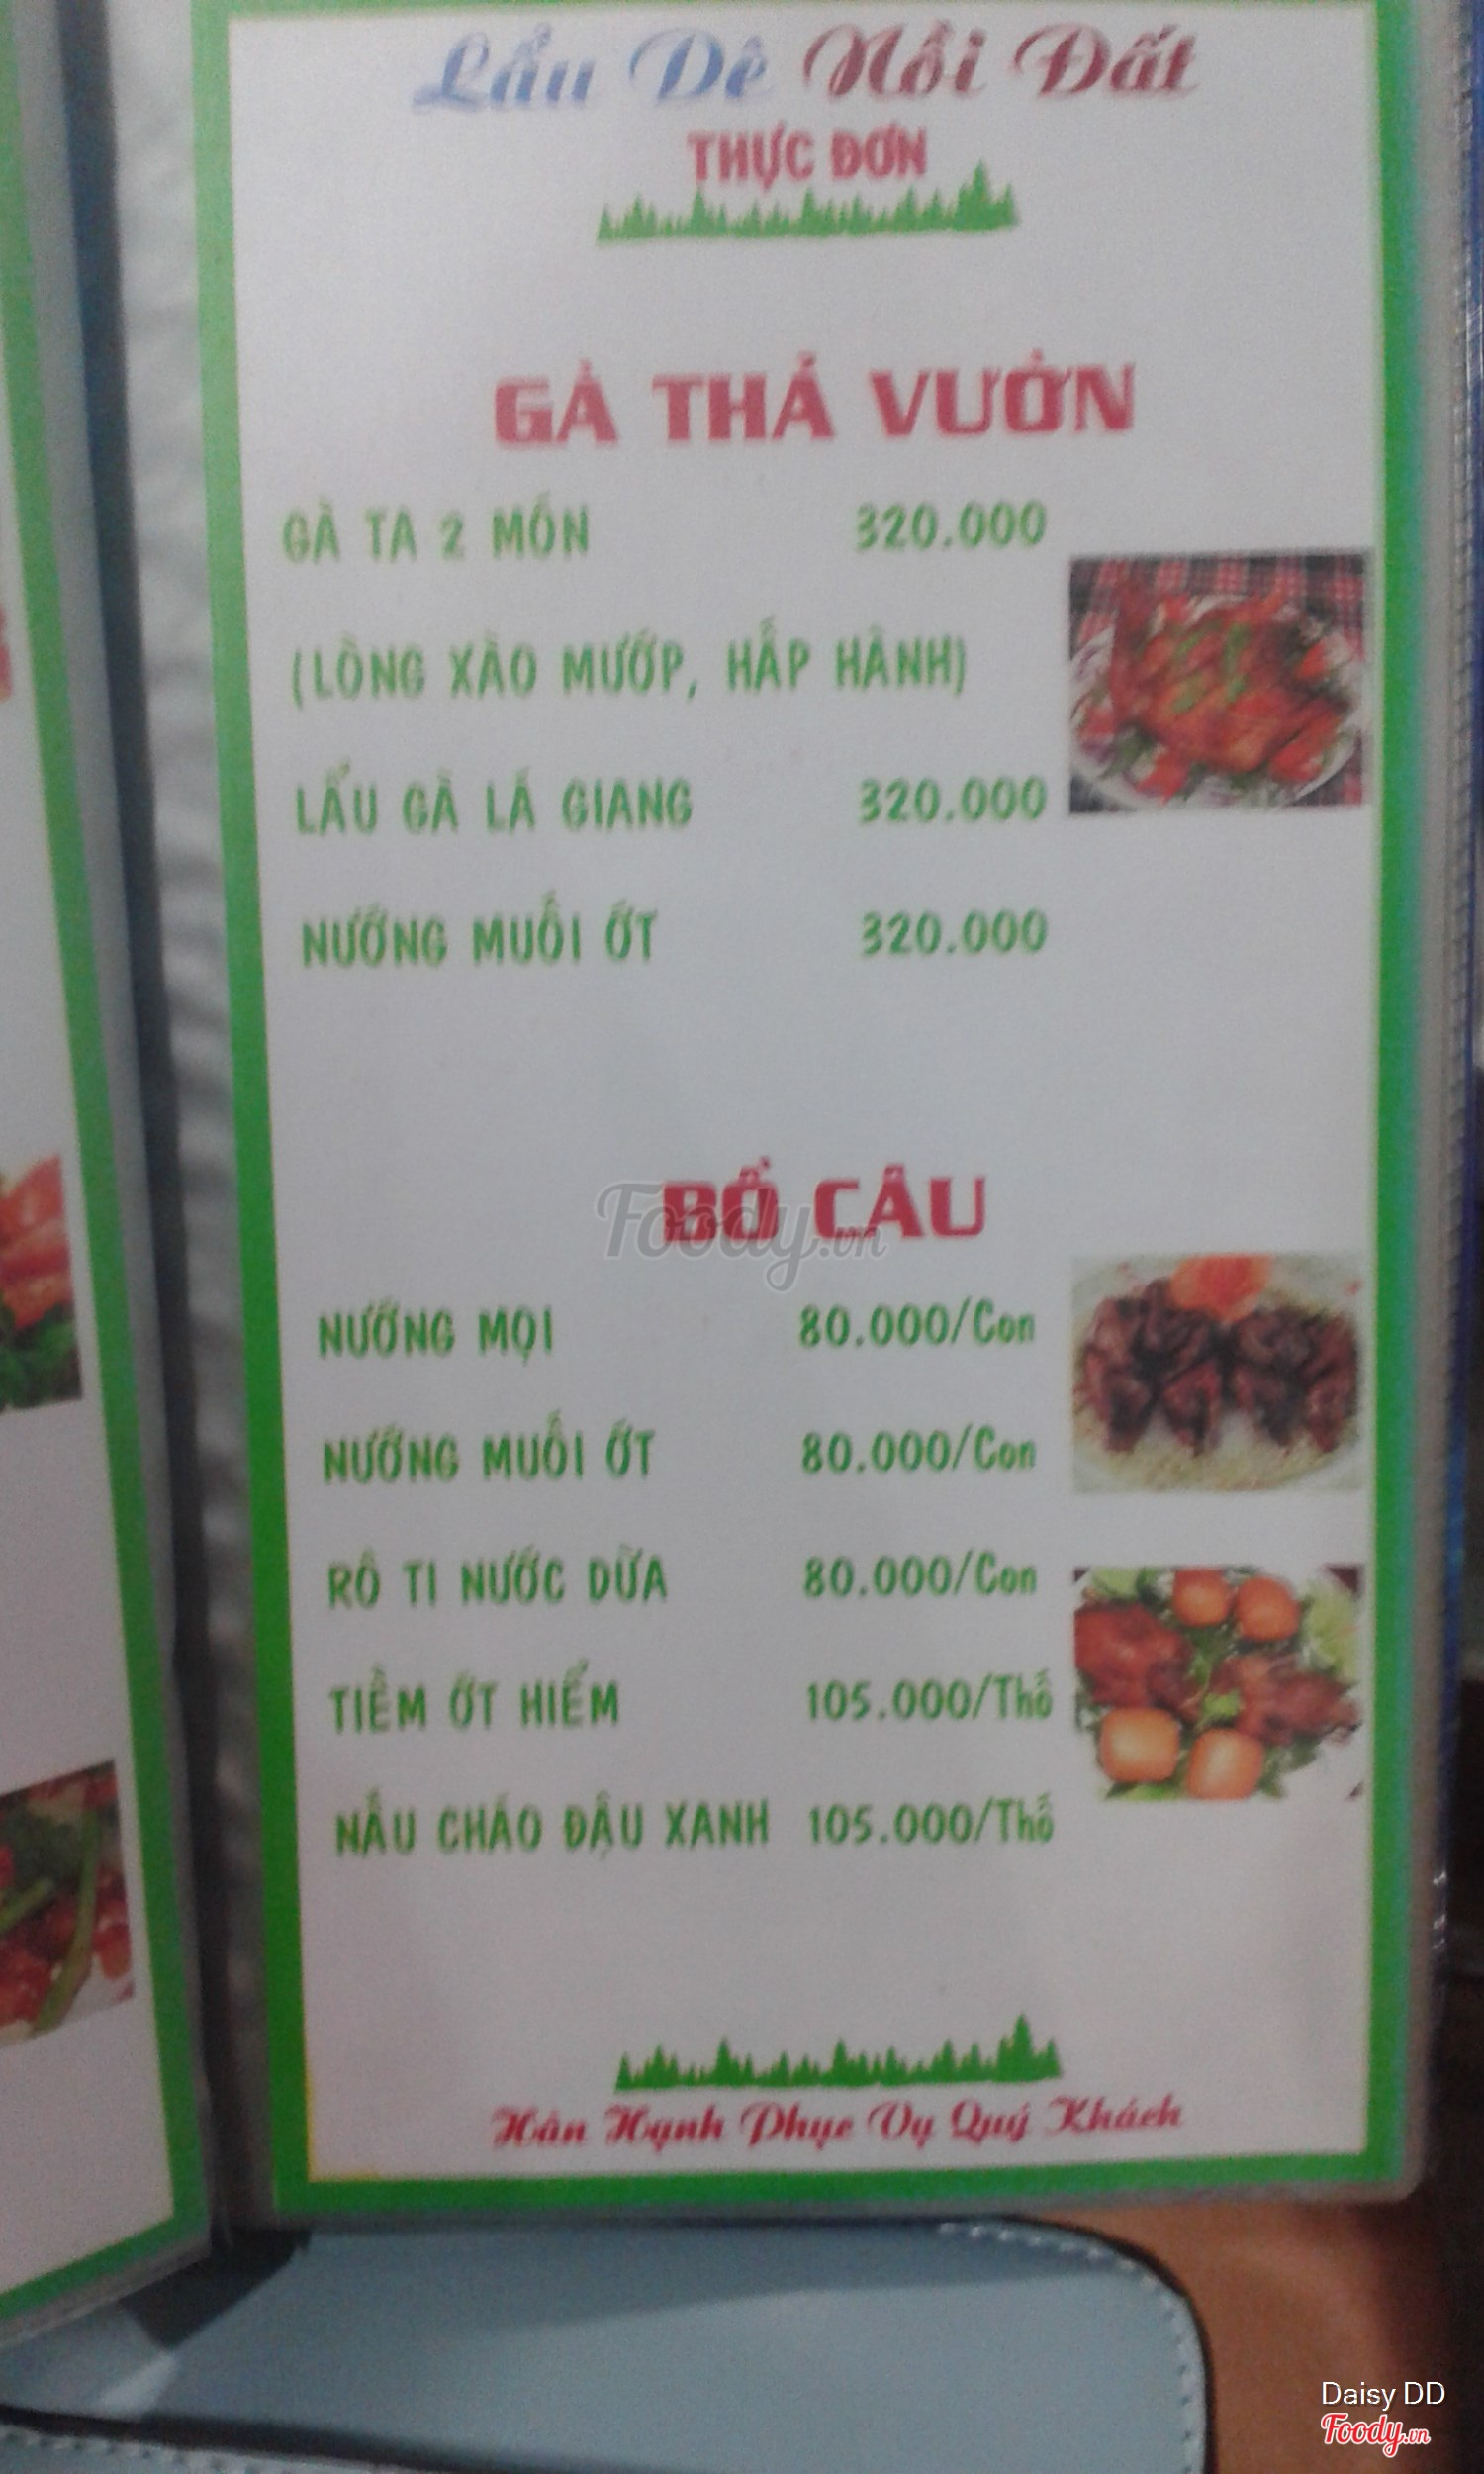 Lẩu Dê Nồi Đất
THỰC ĐƠN
GÀ THẢ VƯỜN
GÀ TA 2 MÓN 320.000
(LÒNG XÀO MƯỚP, HẤP HÀNH)
LẨU GÀ LÁ GIANG 320.000
NƯỚNG MUỐI ỚT 320.000
BỒ CÂU
Foody.vn
NƯỚNG MỌI 80.000/Con
NƯỚNG MUỐI ỚT 80.000/Con
RÔ TI NƯỚC DỪA 80.000/Con
TIỀM ỚT HIỂM 105.000/Thố
NẤU CHÁO ĐẬU XANH 105.000/Thố
Hân Hạnh Phục Vụ Quý Khách
Daisy DD
Foody.vn